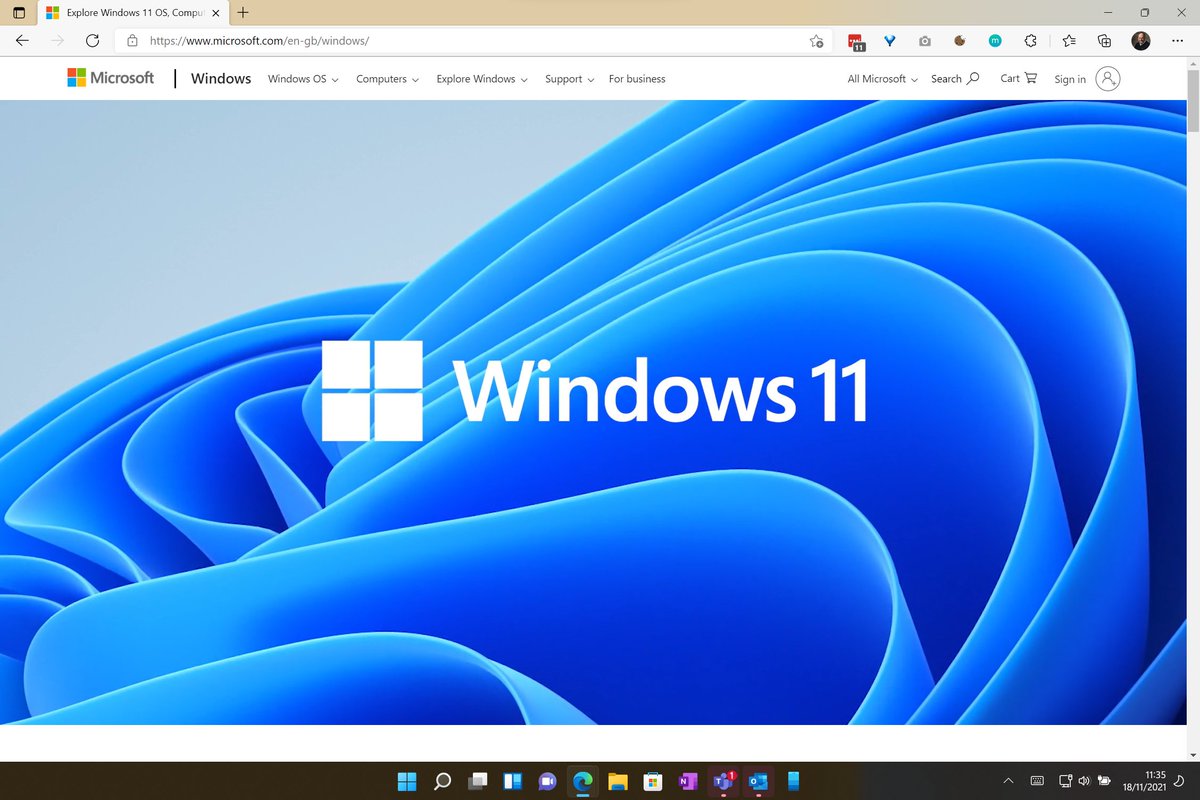 Explore Windows 11 OS, Comput
https://www.microsoft.com/en-gb/windows/
11
m
Microsoft Windows Windows OS Computers Explore Windows Support For business All Microsoft Search Cart Sign in
Windows 11
N
1
11:35
18/11/2021